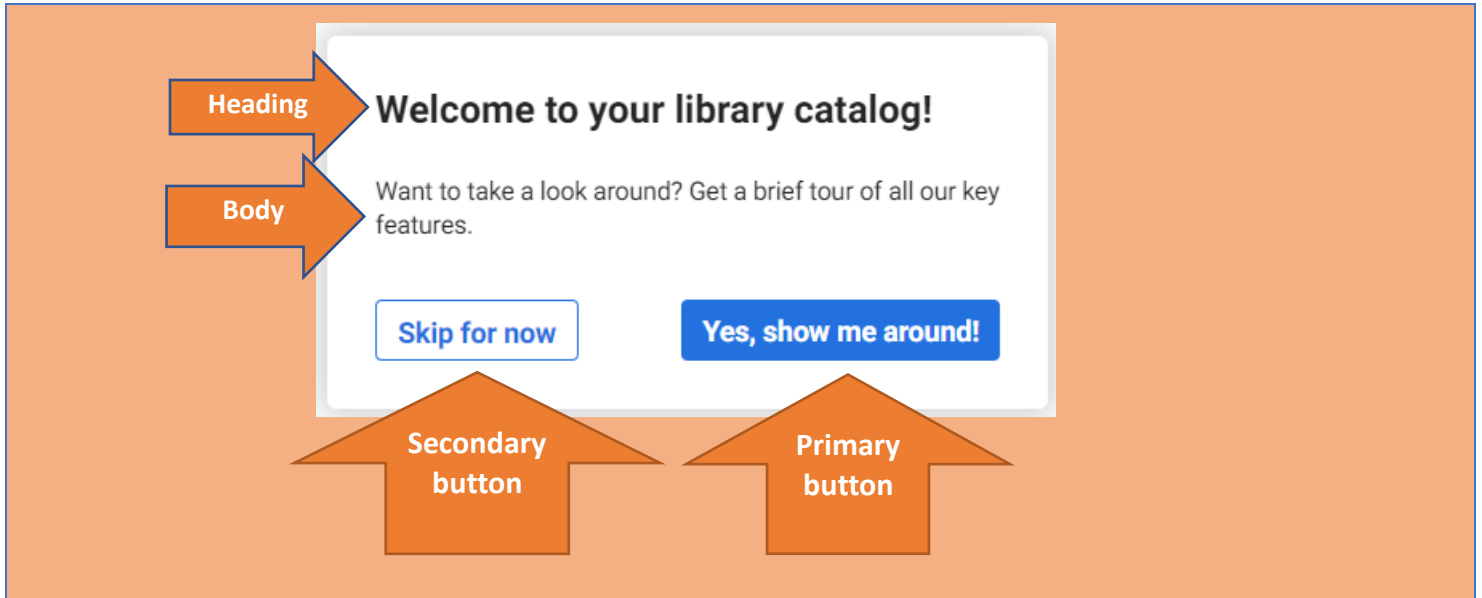 Heading
Welcome to your library catalog!
Body
Want to take a look around? Get a brief tour of all our key
features.
Skip for now
Yes, show me around!
Secondary
button
Primary
button